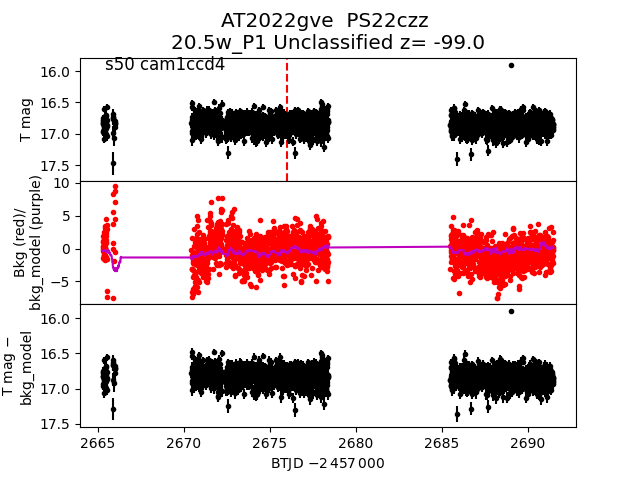 AT2022gve  PS22czz
20.5w_P1 Unclassified z= -99.0
s50 cam1ccd4
16.0
16.5
17.0
17.5
T mag
10
5
0
−5
Bkg (red)/
bkg_model (purple)
16.0
16.5
17.0
17.5
T mag −
bkg_model
2665
2670
2675
2680
2685
2690
BTJD −2 457 000